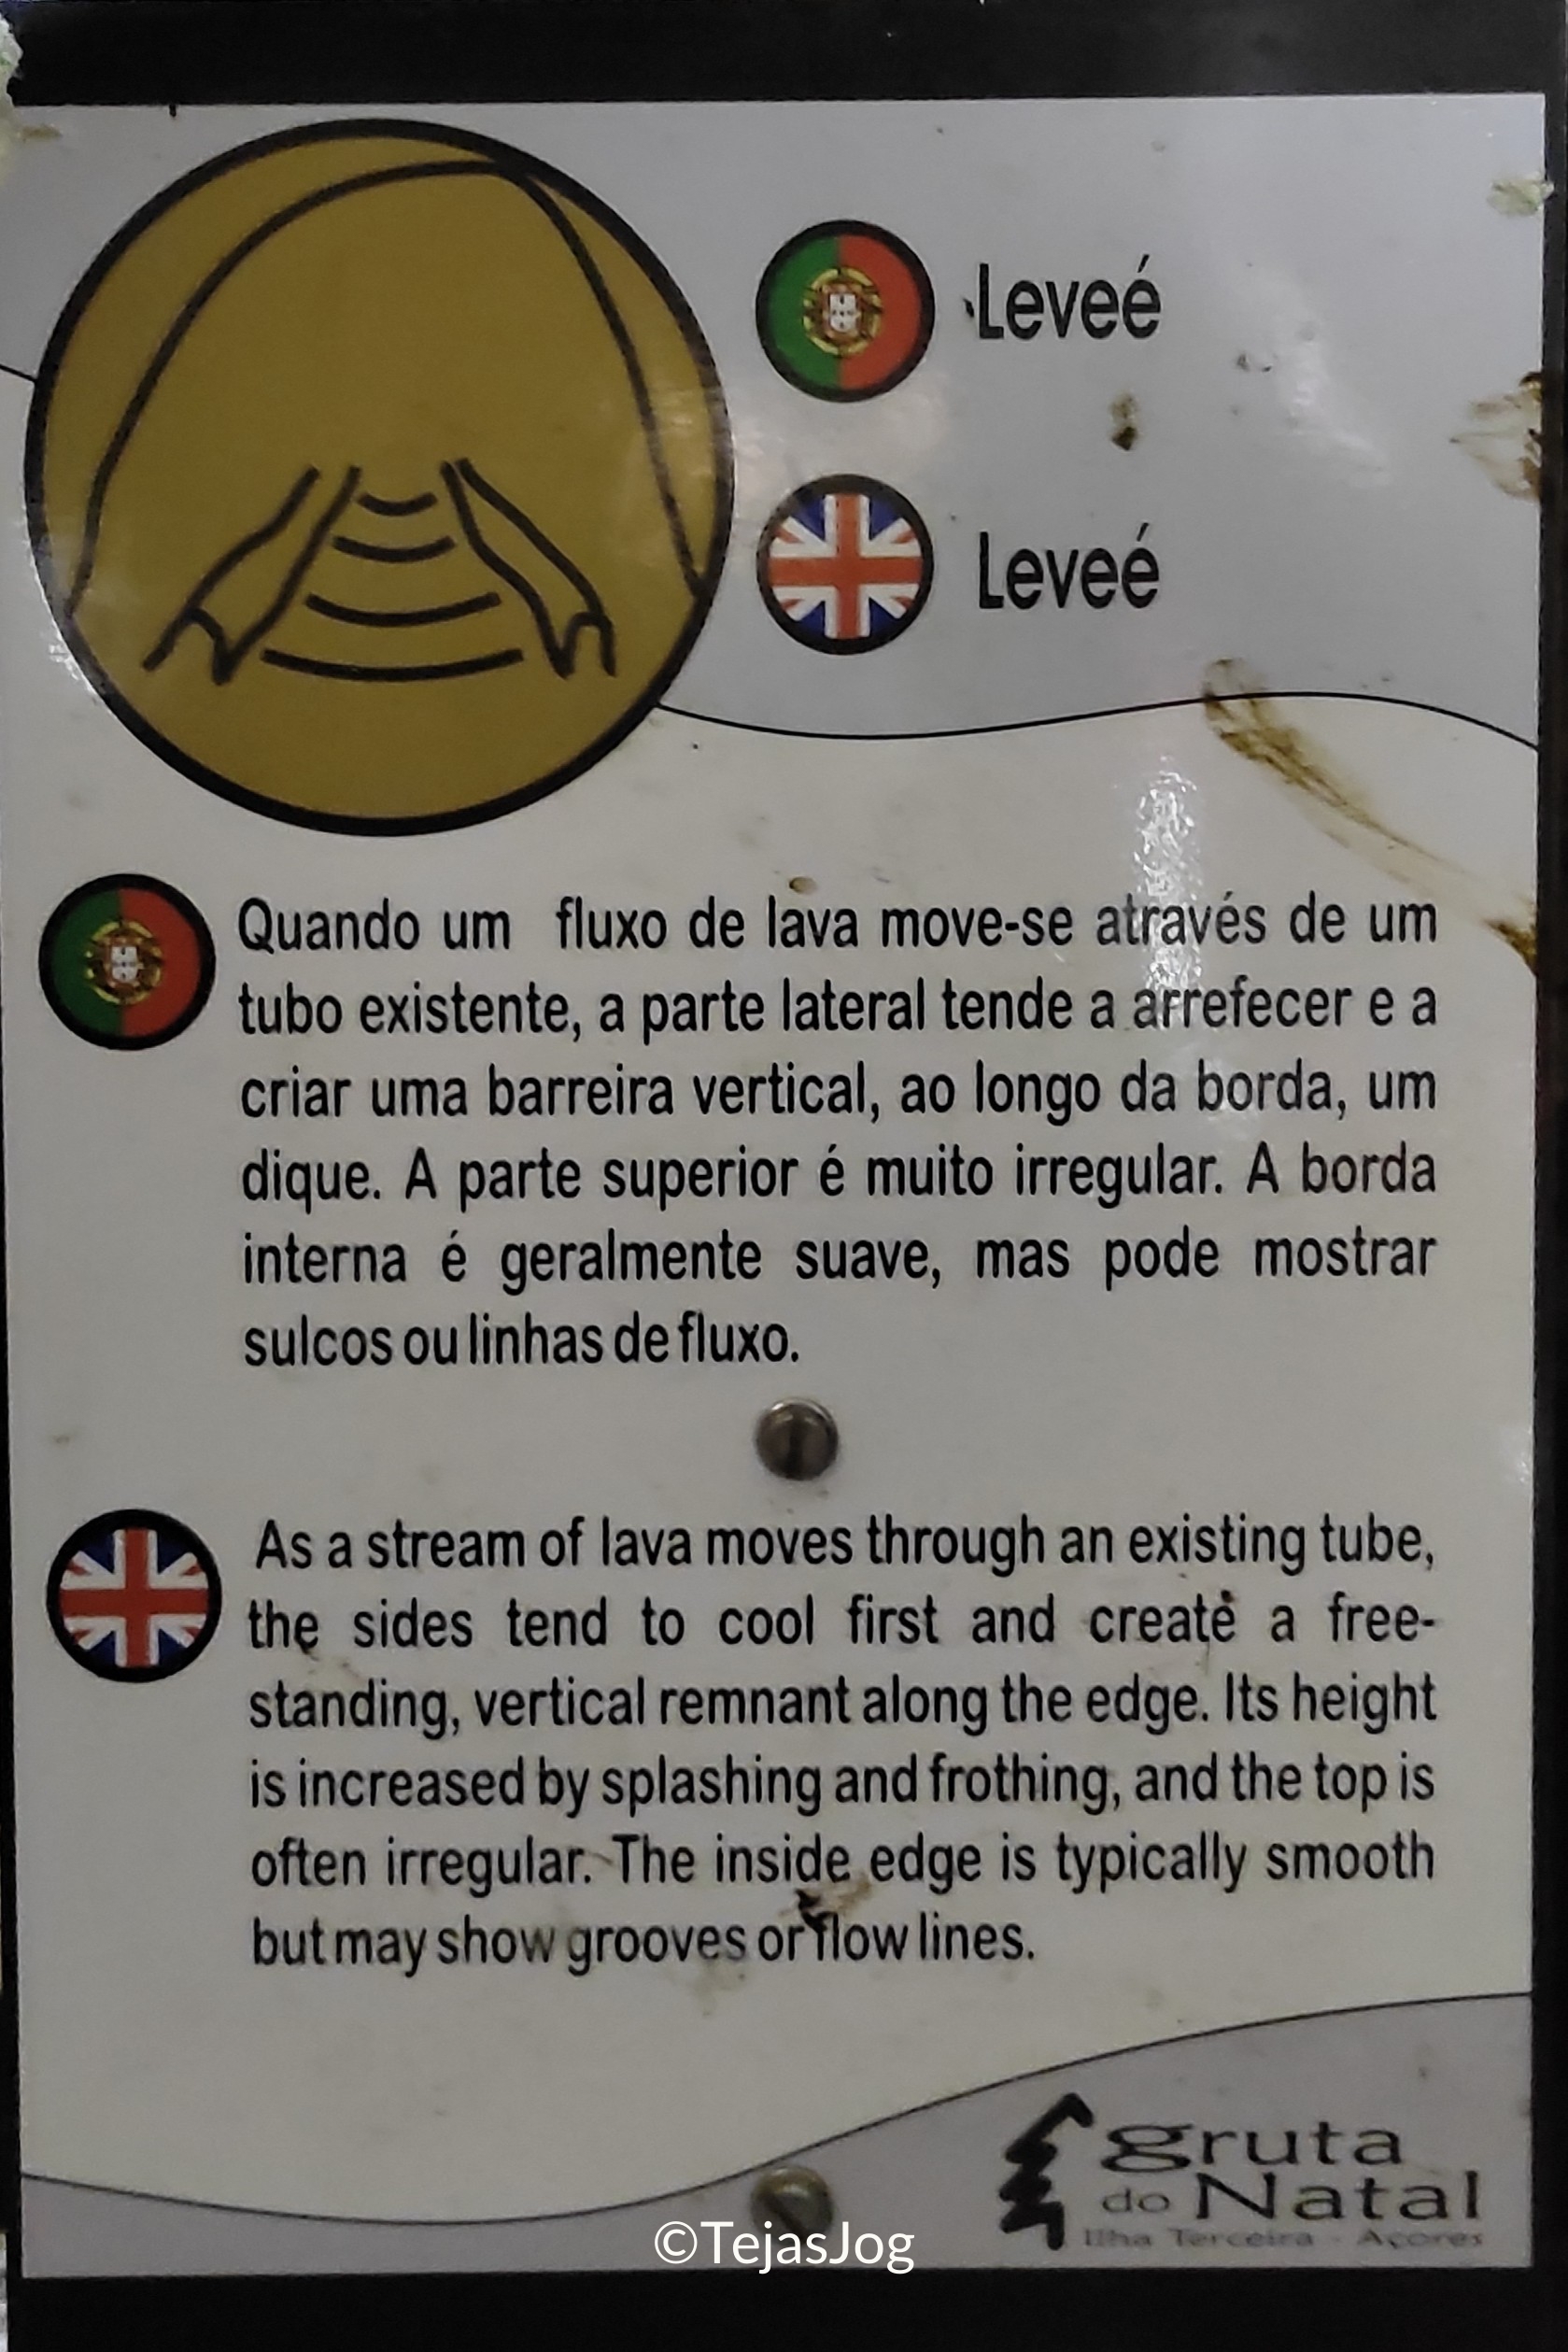 Leveé
Leveé
Quando um fluxo de lava move-se através de um
tubo existente, a parte lateral tende a arrefecer e a
criar uma barreira vertical, ao longo da borda, um
dique. A parte superior é muito irregular. A borda
interna é geralmente suave, mas pode mostrar
sulcos ou linhas de fluxo.
As a stream of lava moves through an existing tube,
the sides tend to cool first and create a free-
standing, vertical remnant along the edge. Its height
is increased by splashing and frothing, and the top is
often irregular. The inside edge is typically smooth
but may show grooves or flow lines.
gruta
do Natal
Ilha Terceira - Açores
©TejasJog